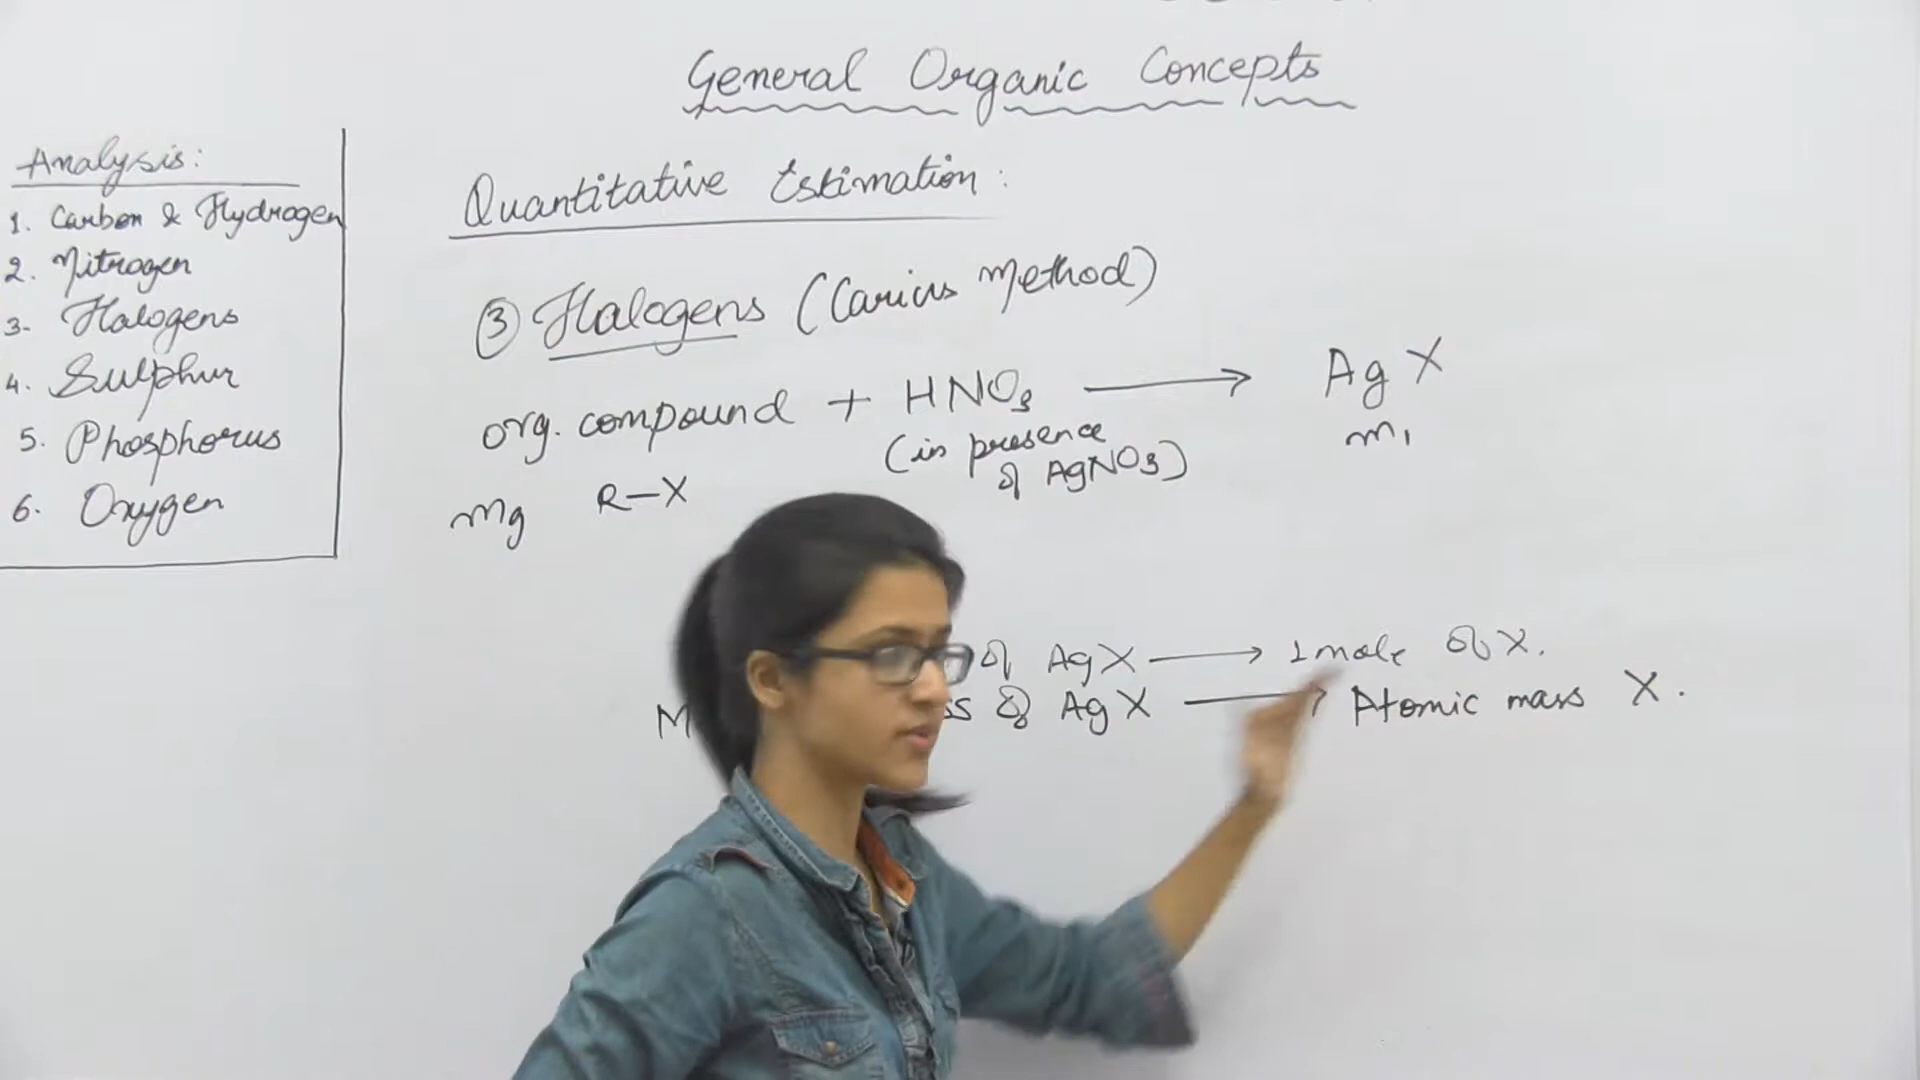 General Organic Concepts
Analysis:
1. Carbon & Hydrogen
2. Nitrogen
3- Halogens
4. Sulphur
5. Phosphorus
6. Oxygen
Quantitative Estimation:
③ Halogens (Carius Method)
org. compound + HNO3 → AgX
(in presence of AgNO3)
m1
mg R-X
of AgX → 1 mole of X.
of AgX → Atomic mass X.